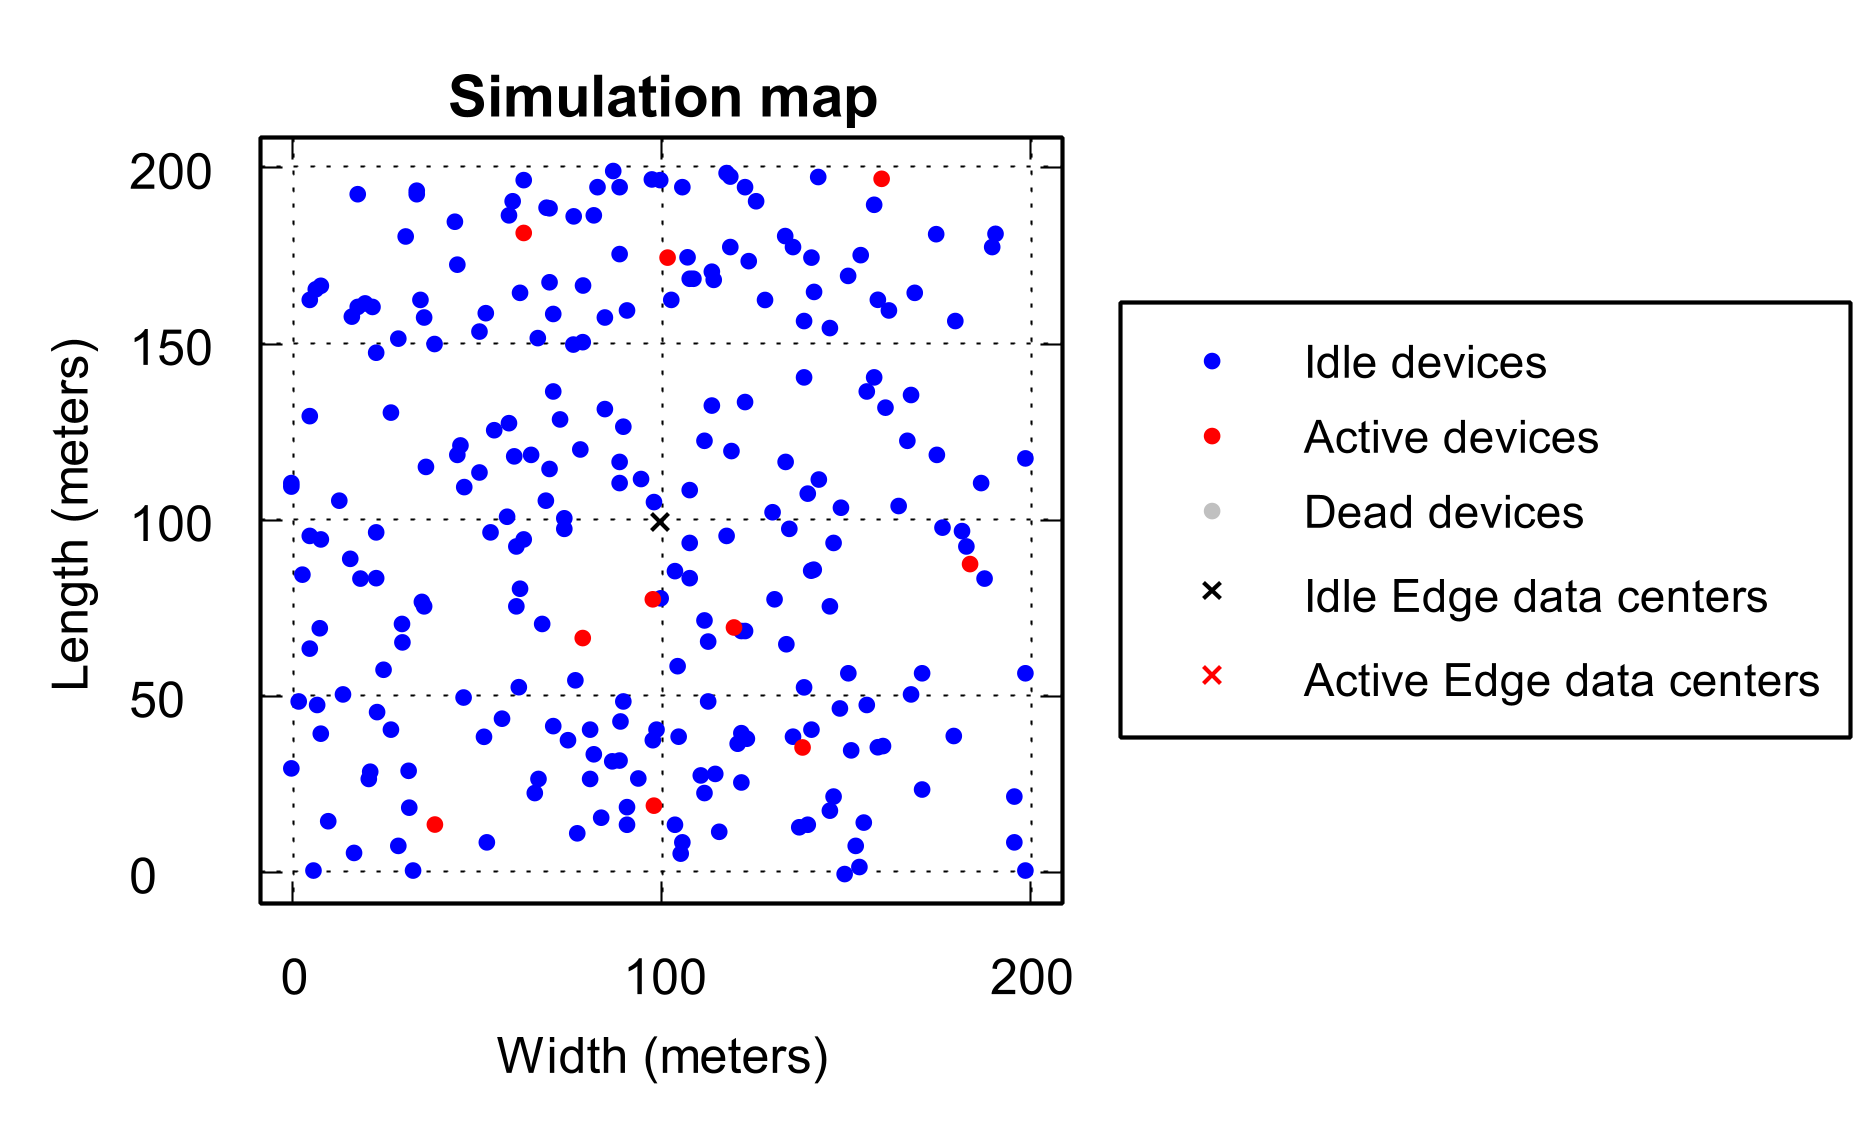 Simulation map
200
150
100
50
0
Length (meters)
0 100 200
Width (meters)
Idle devices
Active devices
Dead devices
Idle Edge data centers
Active Edge data centers